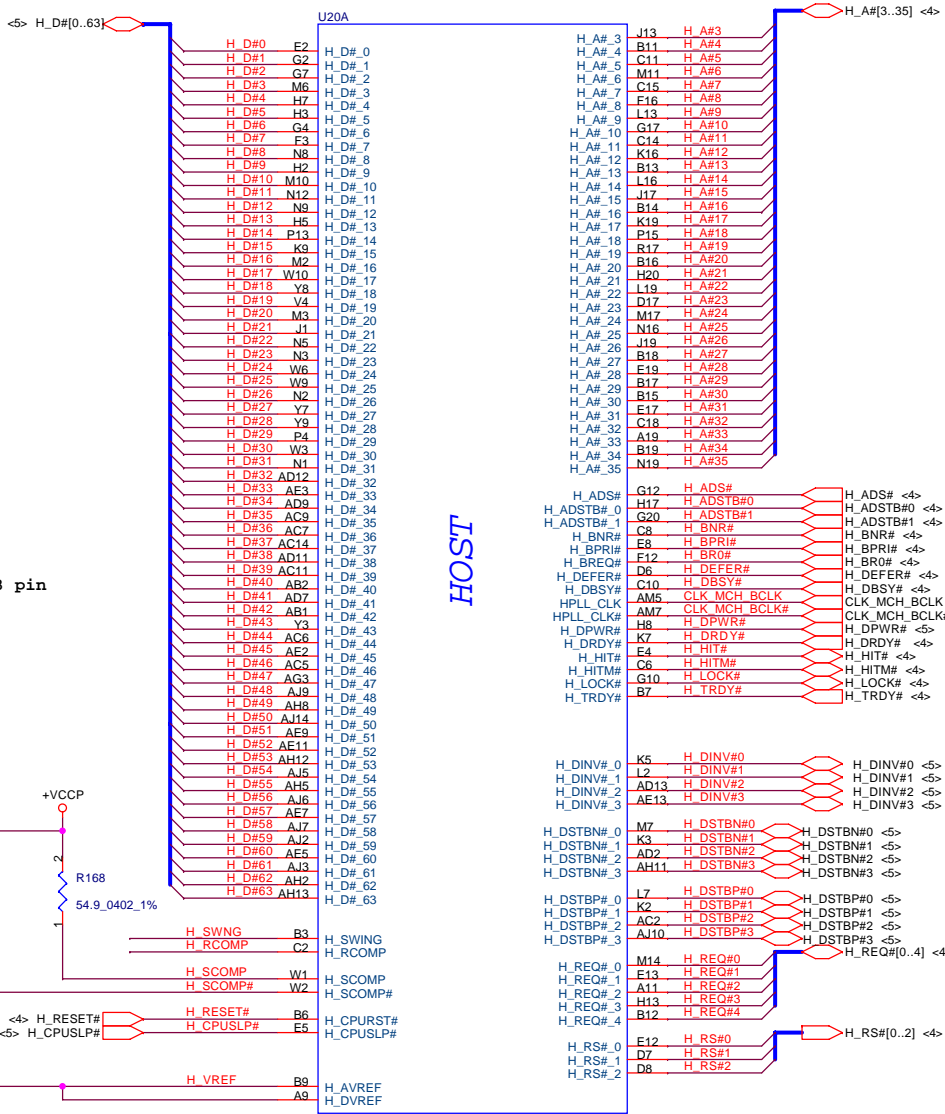 <5> H_D#[0..63]
U20A
H_A#[3..35] <4>
H_D#0 E2 H_D#_0
H_D#1 G2 H_D#_1
H_D#2 G7 H_D#_2
H_D#3 M6 H_D#_3
H_D#4 H7 H_D#_4
H_D#5 H3 H_D#_5
H_D#6 G4 H_D#_6
H_D#7 F3 H_D#_7
H_D#8 N8 H_D#_8
H_D#9 H2 H_D#_9
H_D#10 M10 H_D#_10
H_D#11 N12 H_D#_11
H_D#12 N9 H_D#_12
H_D#13 H5 H_D#_13
H_D#14 P13 H_D#_14
H_D#15 K9 H_D#_15
H_D#16 M2 H_D#_16
H_D#17 W10 H_D#_17
H_D#18 Y8 H_D#_18
H_D#19 V4 H_D#_19
H_D#20 M3 H_D#_20
H_D#21 J1 H_D#_21
H_D#22 N5 H_D#_22
H_D#23 N3 H_D#_23
H_D#24 W6 H_D#_24
H_D#25 W9 H_D#_25
H_D#26 N2 H_D#_26
H_D#27 Y7 H_D#_27
H_D#28 Y9 H_D#_28
H_D#29 P4 H_D#_29
H_D#30 W3 H_D#_30
H_D#31 N1 H_D#_31
H_D#32 AD12 H_D#_32
H_D#33 AE3 H_D#_33
H_D#34 AD9 H_D#_34
H_D#35 AC9 H_D#_35
H_D#36 AC7 H_D#_36
H_D#37 AC14 H_D#_37
H_D#38 AD11 H_D#_38
H_D#39 AC11 H_D#_39
H_D#40 AB2 H_D#_40
H_D#41 AD7 H_D#_41
H_D#42 AB1 H_D#_42
H_D#43 Y3 H_D#_43
H_D#44 AC6 H_D#_44
H_D#45 AE2 H_D#_45
H_D#46 AC5 H_D#_46
H_D#47 AG3 H_D#_47
H_D#48 AJ9 H_D#_48
H_D#49 AH8 H_D#_49
H_D#50 AJ14 H_D#_50
H_D#51 AE9 H_D#_51
H_D#52 AE11 H_D#_52
H_D#53 AH12 H_D#_53
H_D#54 AJ5 H_D#_54
H_D#55 AH5 H_D#_55
H_D#56 AJ6 H_D#_56
H_D#57 AE7 H_D#_57
H_D#58 AJ7 H_D#_58
H_D#59 AJ2 H_D#_59
H_D#60 AE5 H_D#_60
H_D#61 AJ3 H_D#_61
H_D#62 AH2 H_D#_62
H_D#63 AH13 H_D#_63
pin
+VCCP
2
R168
54.9_0402_1%
1
H_SWNG B3 H_SWING
H_RCOMP C2 H_RCOMP
H_SCOMP W1 H_SCOMP
H_SCOMP# W2 H_SCOMP#
<4> H_RESET# H_RESET# B6 H_CPURST#
<5> H_CPUSLP# H_CPUSLP# E5 H_CPUSLP#
H_VREF B9 H_AVREF
A9 H_DVREF
HOST
H_A#_3 J13 H_A#3
H_A#_4 B11 H_A#4
H_A#_5 C11 H_A#5
H_A#_6 M11 H_A#6
H_A#_7 C15 H_A#7
H_A#_8 F16 H_A#8
H_A#_9 L13 H_A#9
H_A#_10 G17 H_A#10
H_A#_11 C14 H_A#11
H_A#_12 K16 H_A#12
H_A#_13 B13 H_A#13
H_A#_14 L16 H_A#14
H_A#_15 J17 H_A#15
H_A#_16 B14 H_A#16
H_A#_17 K19 H_A#17
H_A#_18 P15 H_A#18
H_A#_19 R17 H_A#19
H_A#_20 B16 H_A#20
H_A#_21 H20 H_A#21
H_A#_22 L19 H_A#22
H_A#_23 D17 H_A#23
H_A#_24 M17 H_A#24
H_A#_25 N16 H_A#25
H_A#_26 J19 H_A#26
H_A#_27 B18 H_A#27
H_A#_28 E19 H_A#28
H_A#_29 B17 H_A#29
H_A#_30 B15 H_A#30
H_A#_31 E17 H_A#31
H_A#_32 C18 H_A#32
H_A#_33 A19 H_A#33
H_A#_34 B19 H_A#34
H_A#_35 N19 H_A#35
H_ADS# G12 H_ADS# H_ADS# <4>
H_ADSTB#_0 H17 H_ADSTB#0 H_ADSTB#0 <4>
H_ADSTB#_1 G20 H_ADSTB#1 H_ADSTB#1 <4>
H_BNR# C8 H_BNR# H_BNR# <4>
H_BPRI# E8 H_BPRI# H_BPRI# <4>
H_BREQ# F12 H_BR0# H_BR0# <4>
H_DEFER# D6 H_DEFER# H_DEFER# <4>
H_DBSY# C10 H_DBSY# H_DBSY# <4>
HPLL_CLK AM5 CLK_MCH_BCLK CLK_MCH_BCLK
HPLL_CLK# AM7 CLK_MCH_BCLK# CLK_MCH_BCLK#
H_DPWR# H8 H_DPWR# H_DPWR# <5>
H_DRDY# K7 H_DRDY# H_DRDY# <4>
H_HIT# E4 H_HIT# H_HIT# <4>
H_HITM# C6 H_HITM# H_HITM# <4>
H_LOCK# G10 H_LOCK# H_LOCK# <4>
H_TRDY# B7 H_TRDY# H_TRDY# <4>
H_DINV#_0 K5 H_DINV#0 H_DINV#0 <5>
H_DINV#_1 L2 H_DINV#1 H_DINV#1 <5>
H_DINV#_2 AD13 H_DINV#2 H_DINV#2 <5>
H_DINV#_3 AE13 H_DINV#3 H_DINV#3 <5>
H_DSTBN#_0 M7 H_DSTBN#0 H_DSTBN#0 <5>
H_DSTBN#_1 K3 H_DSTBN#1 H_DSTBN#1 <5>
H_DSTBN#_2 AD2 H_DSTBN#2 H_DSTBN#2 <5>
H_DSTBN#_3 AH11 H_DSTBN#3 H_DSTBN#3 <5>
H_DSTBP#_0 L7 H_DSTBP#0 H_DSTBP#0 <5>
H_DSTBP#_1 K2 H_DSTBP#1 H_DSTBP#1 <5>
H_DSTBP#_2 AC2 H_DSTBP#2 H_DSTBP#2 <5>
H_DSTBP#_3 AJ10 H_DSTBP#3 H_DSTBP#3 <5>
H_REQ#[0..4] <4
H_REQ#_0 M14 H_REQ#0
H_REQ#_1 E13 H_REQ#1
H_REQ#_2 A11 H_REQ#2
H_REQ#_3 H13 H_REQ#3
H_REQ#_4 B12 H_REQ#4
H_RS#[0..2] <4>
H_RS#_0 E12 H_RS#0
H_RS#_1 D7 H_RS#1
H_RS#_2 D8 H_RS#2